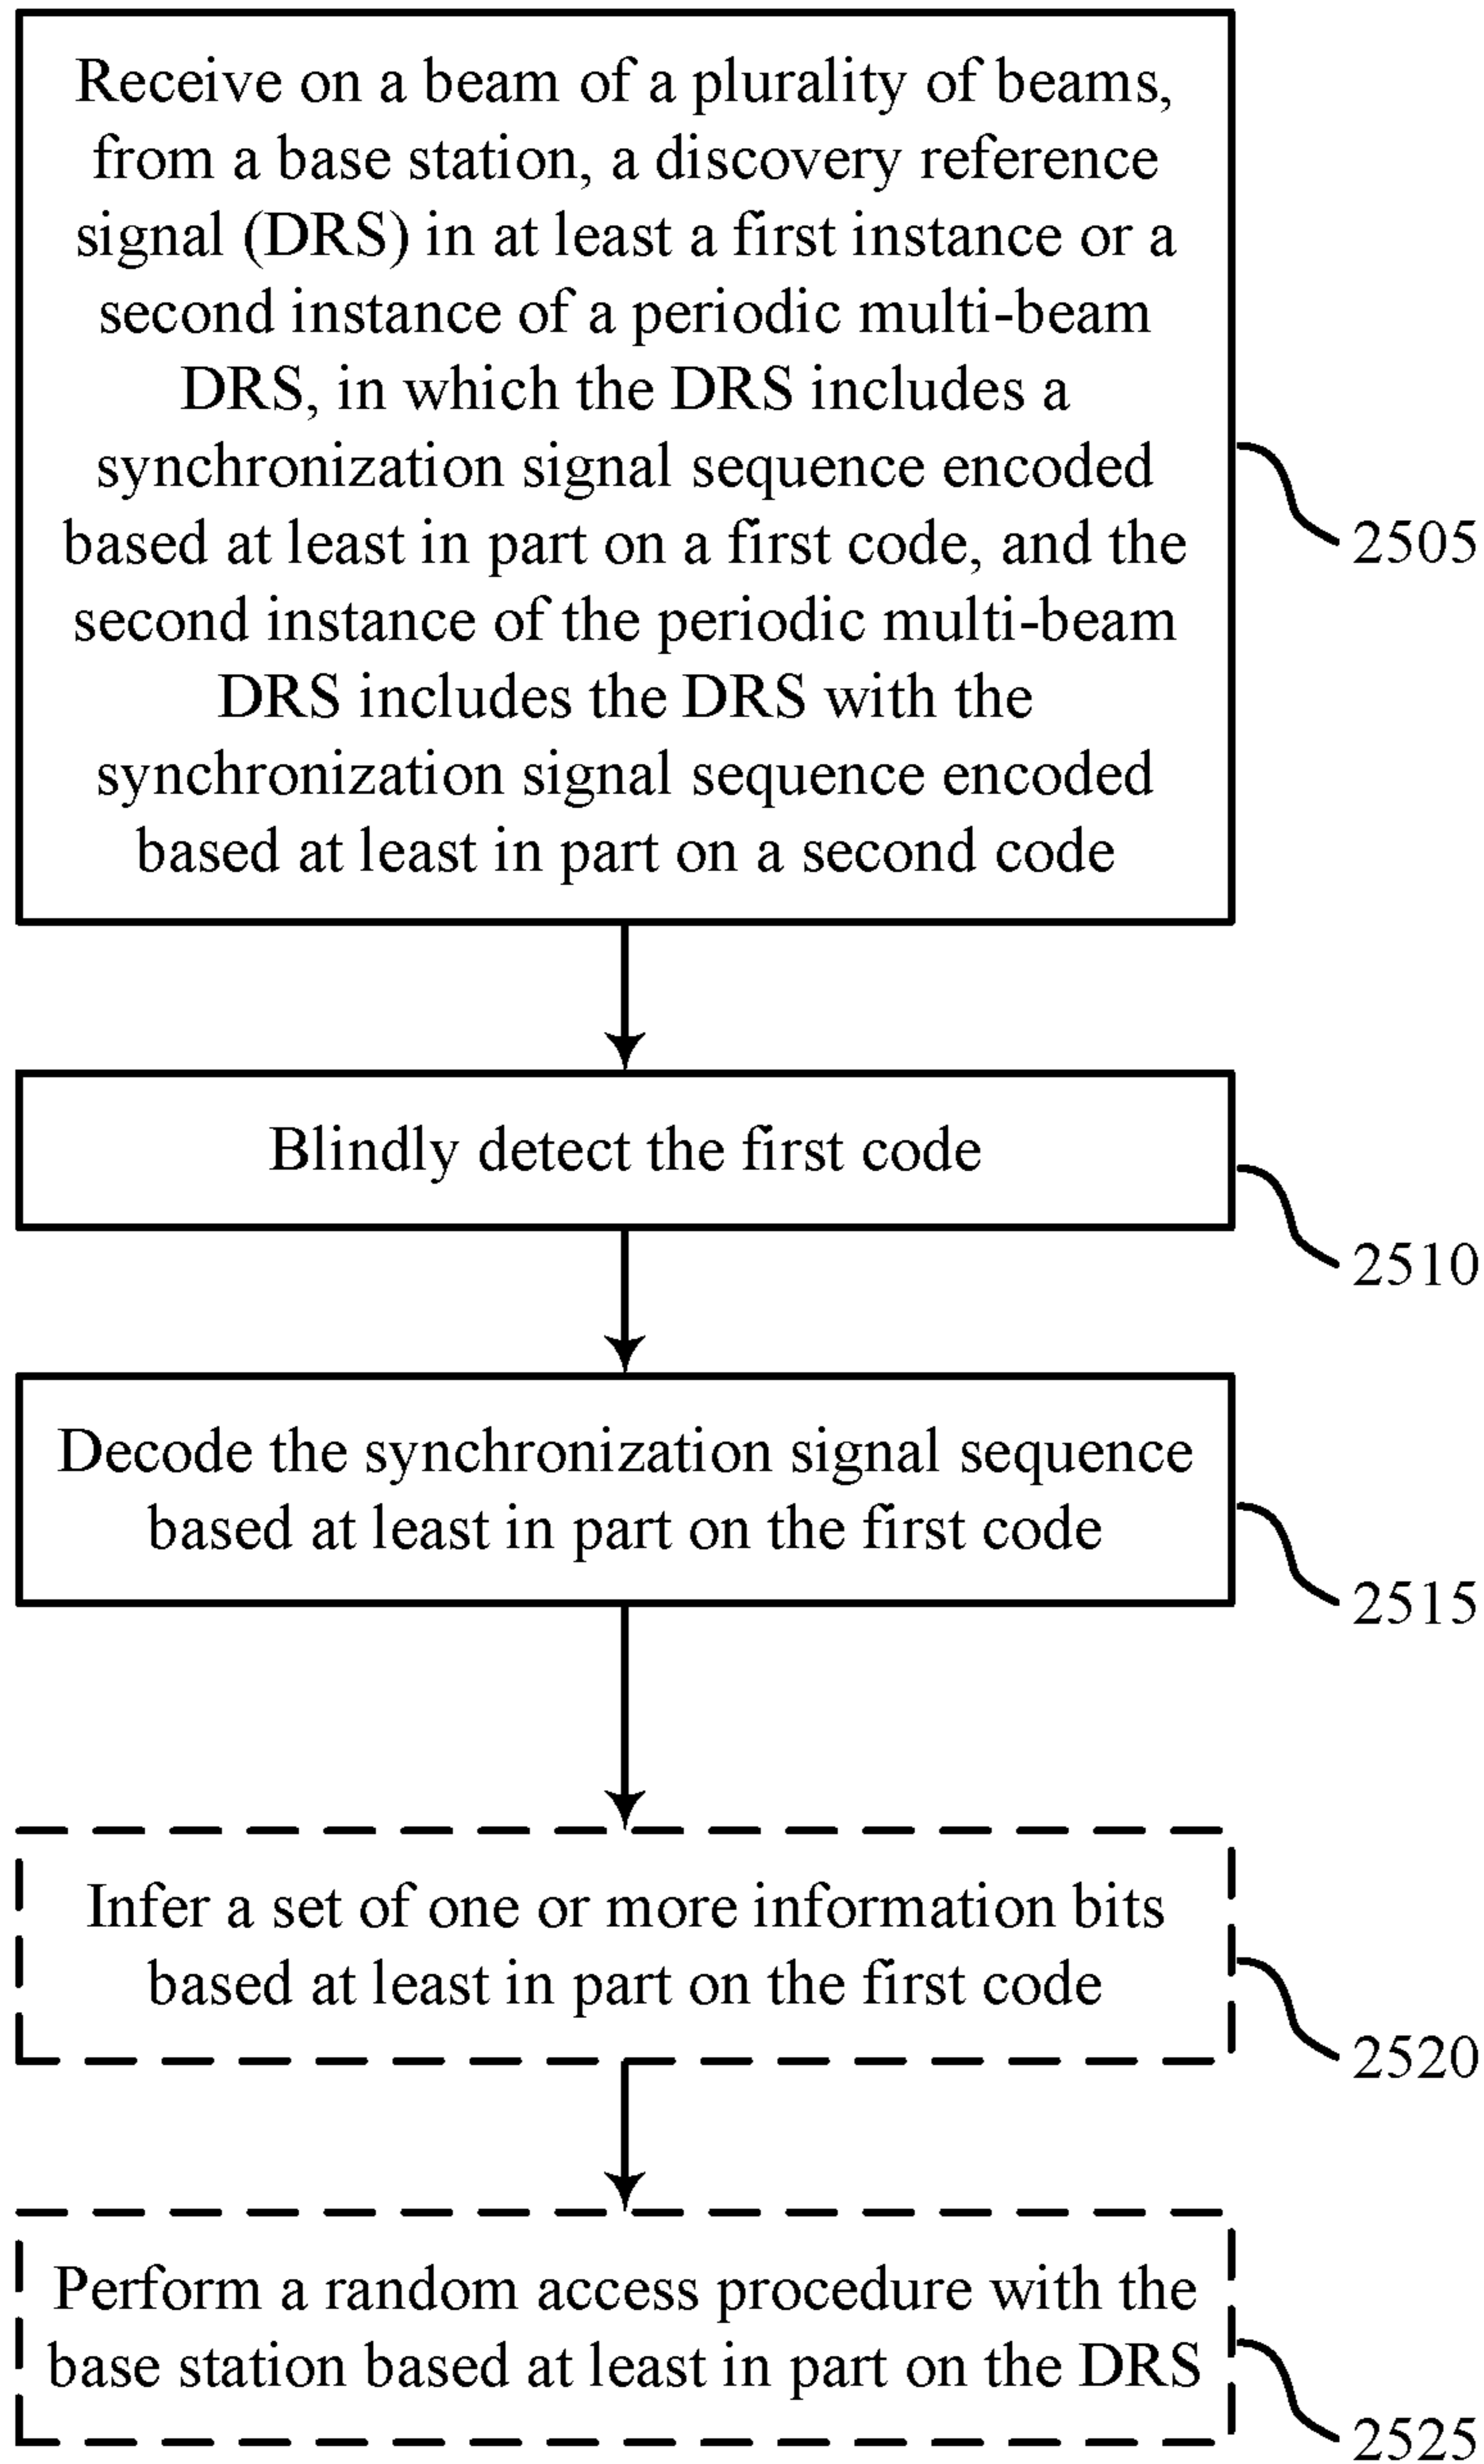 Receive on a beam of a plurality of beams,
from a base station, a discovery reference
signal (DRS) in at least a first instance or a
second instance of a periodic multi-beam
DRS, in which the DRS includes a
synchronization signal sequence encoded
based at least in part on a first code, and the
second instance of the periodic multi-beam
DRS includes the DRS with the
synchronization signal sequence encoded
based at least in part on a second code
2505
Blindly detect the first code
2510
Decode the synchronization signal sequence
based at least in part on the first code
2515
Infer a set of one or more information bits
based at least in part on the first code
2520
Perform a random access procedure with the
base station based at least in part on the DRS
2525